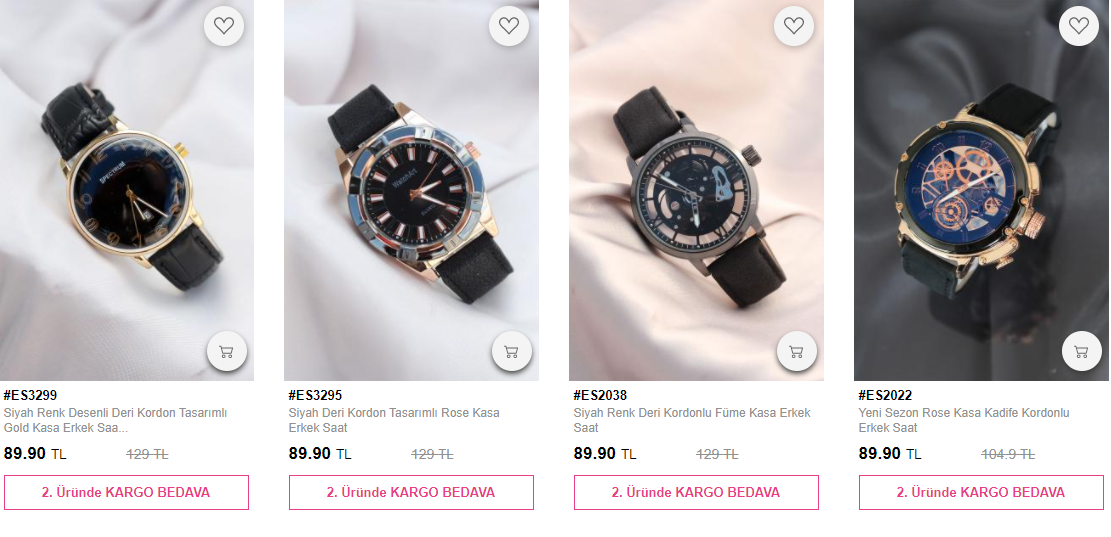 SPECTRUM
WatchArt
#ES3299
Siyah Renk Desenli Deri Kordon Tasarımlı
Gold Kasa Erkek Saa...
89.90 TL 129 TL
2. Üründe KARGO BEDAVA
#ES3295
Siyah Deri Kordon Tasarımlı Rose Kasa
Erkek Saat
89.90 TL 129 TL
2. Üründe KARGO BEDAVA
#ES2038
Siyah Renk Deri Kordonlu Füme Kasa Erkek
Saat
89.90 TL 129 TL
2. Üründe KARGO BEDAVA
#ES2022
Yeni Sezon Rose Kasa Kadife Kordonlu
Erkek Saat
89.90 TL 104.9 TL
2. Üründe KARGO BEDAVA